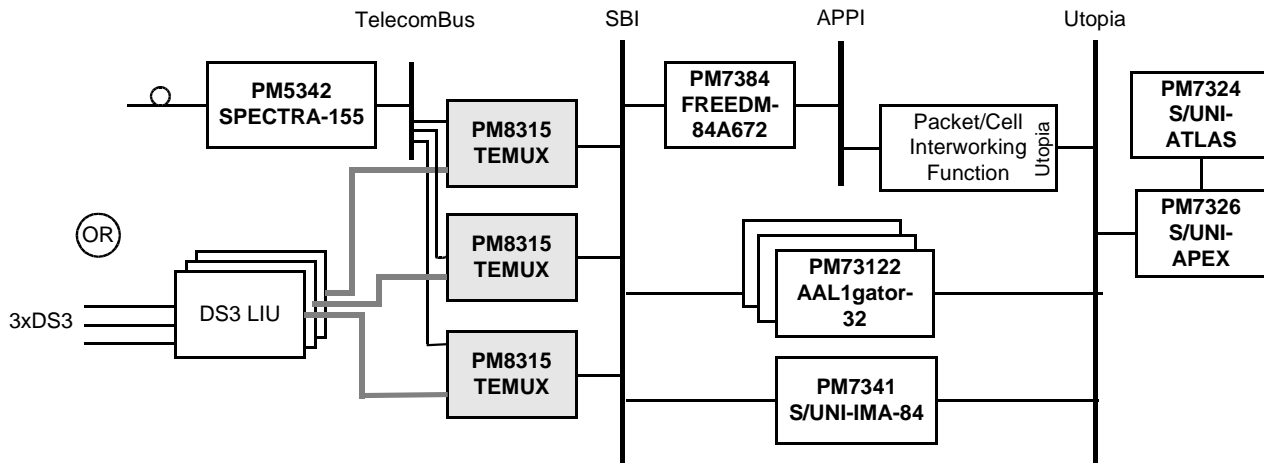 TelecomBus
SBI
APPI
Utopia
PM5342
SPECTRA-155
PM8315
TEMUX
PM7384
FREEDM-
84A672
Packet/Cell
Interworking
Function
Utopia
PM7324
S/UNI-
ATLAS
PM7326
S/UNI-
APEX
OR
PM8315
TEMUX
PM73122
AAL1gator-
32
3xDS3
DS3 LIU
PM8315
TEMUX
PM7341
S/UNI-IMA-84